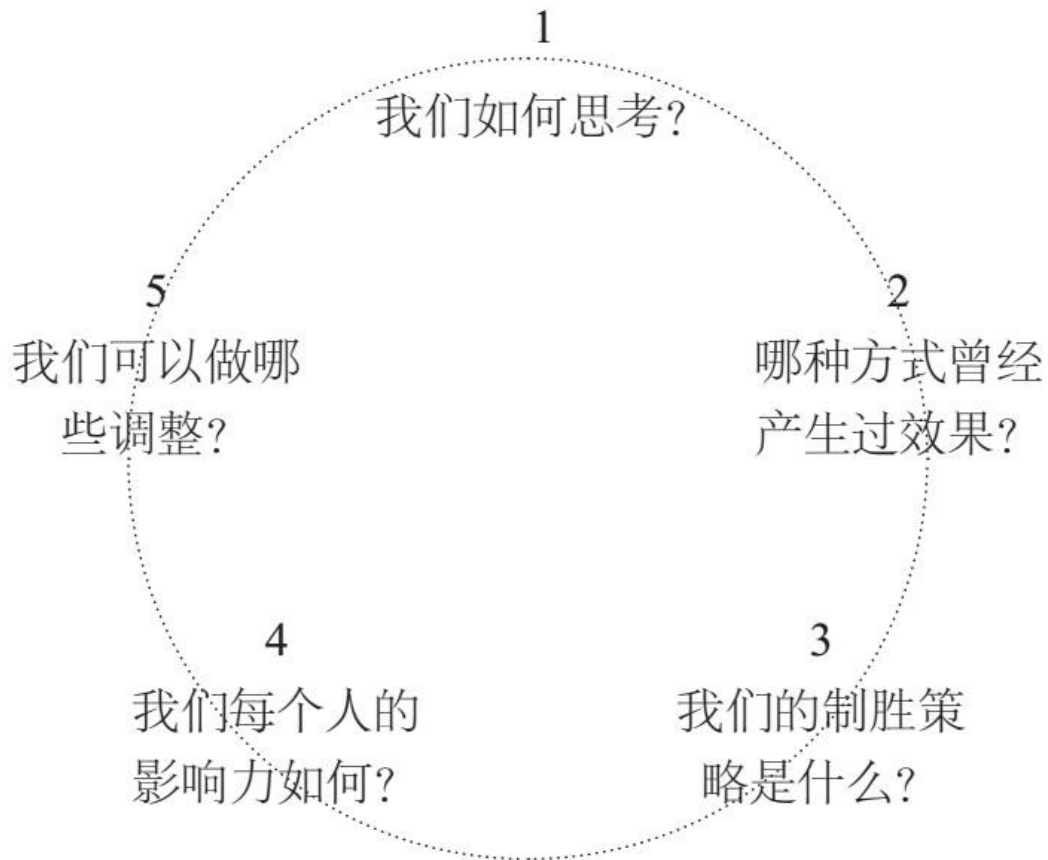 1
我们如何思考?
2
哪种方式曾经
产生过效果?
3
我们的制胜策
略是什么?
4
我们每个人的
影响力如何?
5
我们可以做哪
些调整?